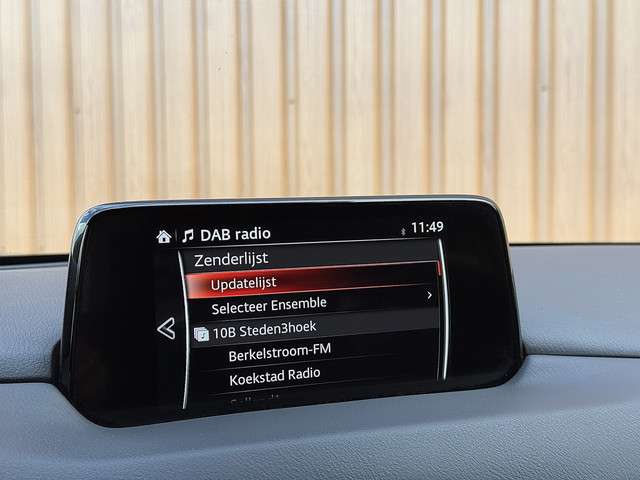 DAB radio 11:49
Zenderlijst
Updatelijst
Selecteer Ensemble
10B Steden3hoek
Berkelstroom-FM
Koekstad Radio